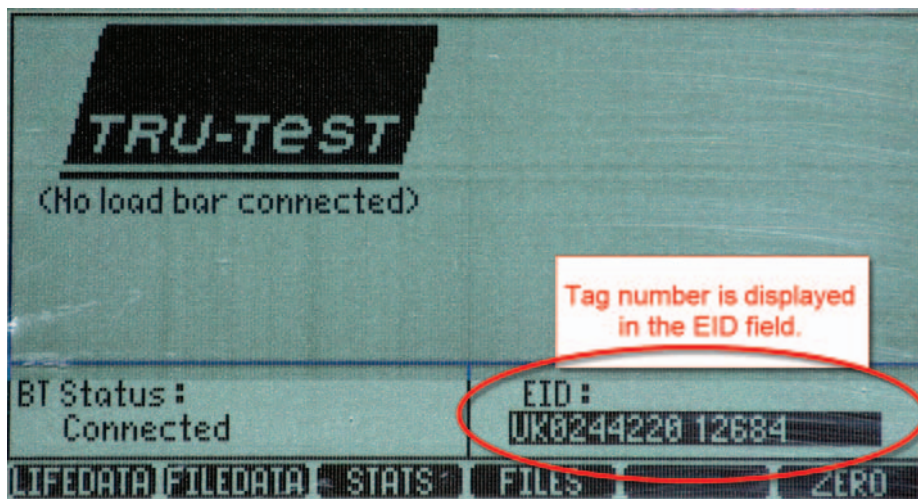 TRU-TEST
(No load bar connected)
Tag number is displayed
in the EID field.
BT Status:
Connected
EID:
UK0244220 12684
LIFEDATA FILEDATA STATS FILES ZERO